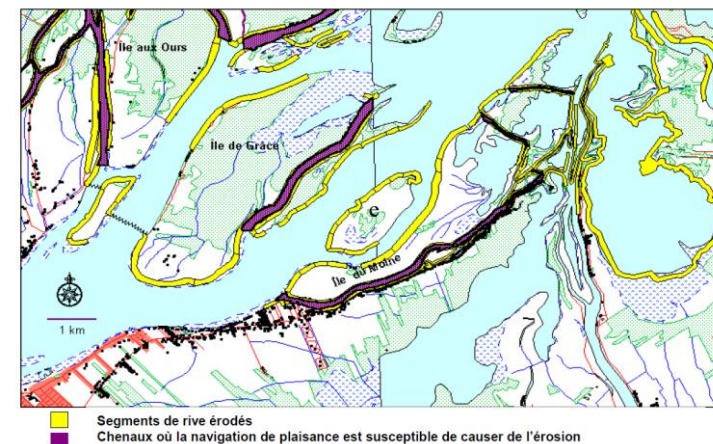 Île aux Ours
Île de Grâce
e
Île du Moine
1 km
Segments de rive érodés
Chenaux où la navigation de plaisance est susceptible de causer de l'érosion